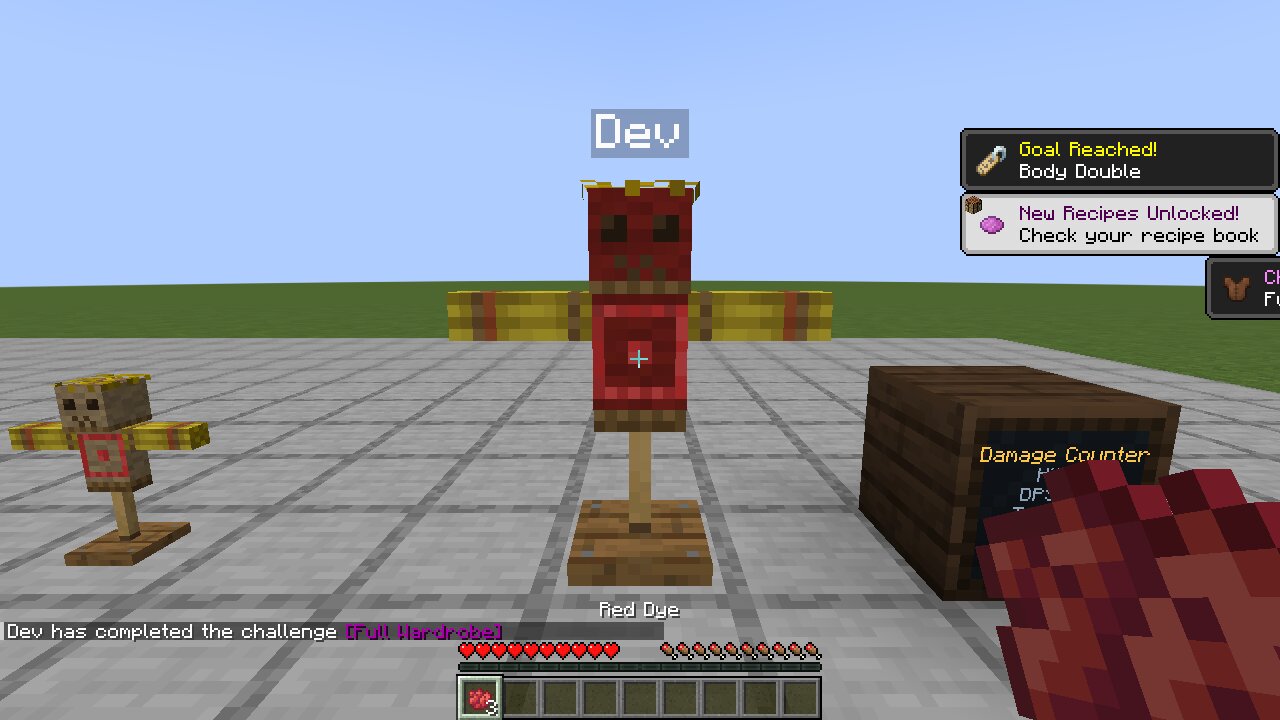 Dev
Goal Reached!
Body Double
New Recipes Unlocked!
Check your recipe book
Damage Counter
Red Dye
Dev has completed the challenge [Full Wardrobe]
3